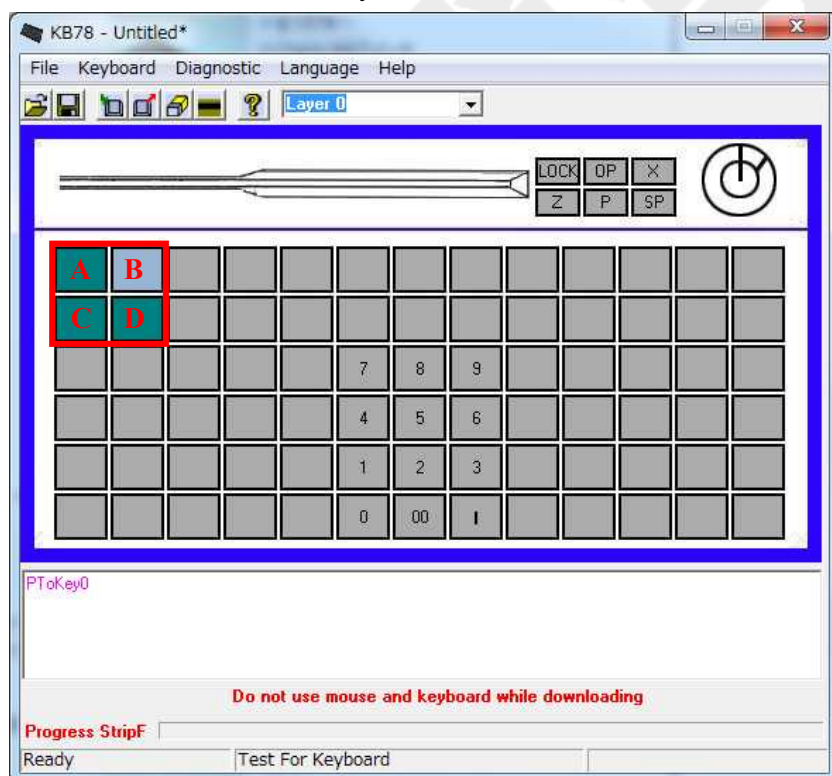 KB78 - Untitled*
File Keyboard Diagnostic Language Help
Layer 0
LOCK OP X
Z P SP
A B
C D
7 8 9
4 5 6
1 2 3
0 00 I
PToKey0
Do not use mouse and keyboard while downloading
Progress StripF
Ready Test For Keyboard